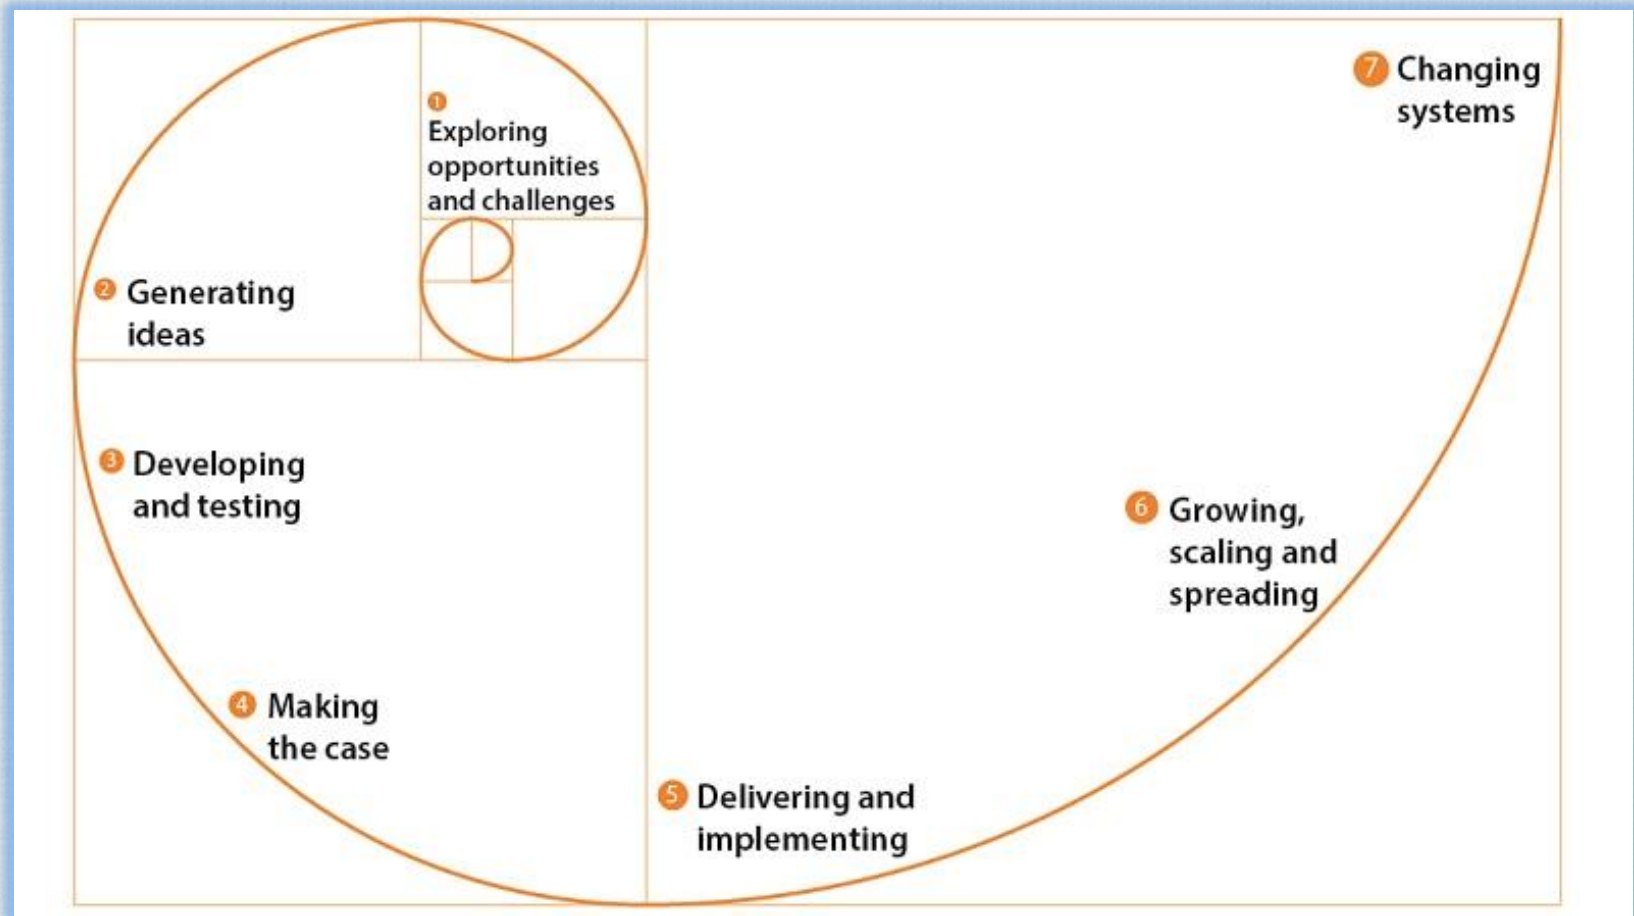 1
Exploring
opportunities
and challenges
2 Generating
ideas
3 Developing
and testing
4 Making
the case
5 Delivering and
implementing
6 Growing,
scaling and
spreading
7 Changing
systems